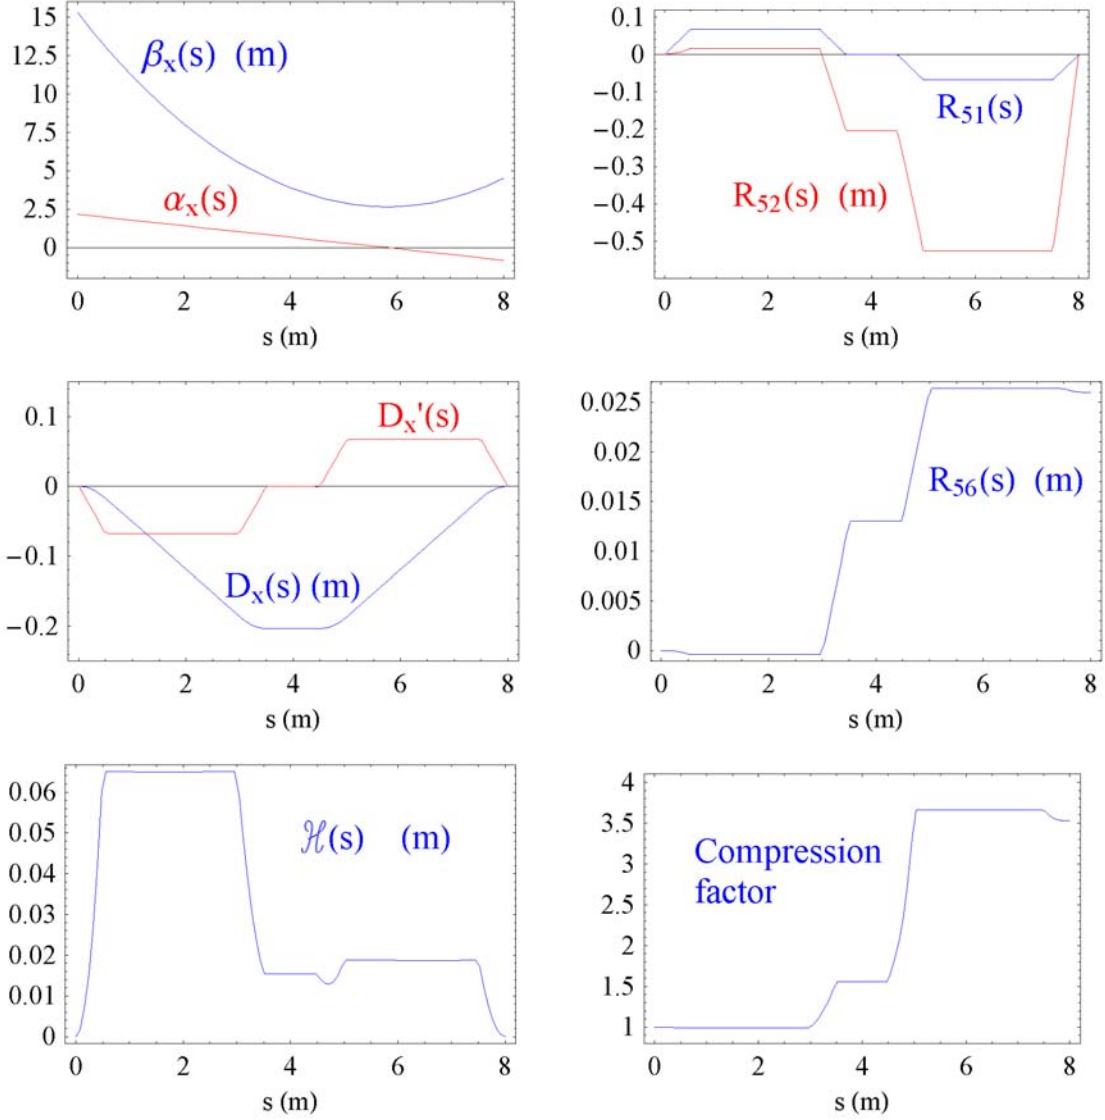 15
12.5
10
7.5
5
2.5
0
βx(s) (m)
αx(s)
0 2 4 6 8
s (m)
0.1
0
−0.1
−0.2
−0.3
−0.4
−0.5
R51(s)
R52(s) (m)
0 2 4 6 8
s (m)
0.1
0
−0.1
−0.2
Dx'(s)
Dx(s) (m)
0 2 4 6 8
s (m)
0.025
0.02
0.015
0.01
0.005
0
R56(s) (m)
0 2 4 6 8
s (m)
0.06
0.05
0.04
0.03
0.02
0.01
0
ℋ(s) (m)
0 2 4 6 8
s (m)
4
3.5
3
2.5
2
1.5
1
Compression
factor
0 2 4 6 8
s (m)